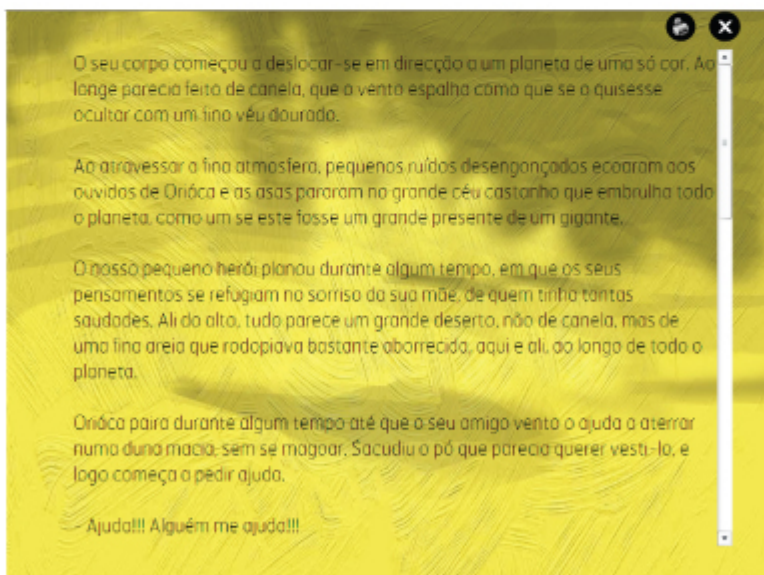 O seu corpo começou a deslocar-se em direcção a um planeta de uma só cor. Ao
longe parecia feito de canela, que o vento espalha como que se o quisesse
ocultar com um fino véu dourado.
Ao atravessar a fina atmosfera, pequenos ruídos desengonçados ecoaram aos
ouvidos de Orióca e as asas pararam no grande céu castanho que embrulha todo
o planeta, como um se este fosse um grande presente de um gigante.
O nosso pequeno herói planou durante algum tempo, em que os seus
pensamentos se refugiam no sorriso da sua mãe, de quem tinha tantas
saudades. Ali do alto, tudo parece um grande deserto, não de canela, mas de
uma fina areia que rodopiava bastante aborrecida, aqui e ali, ao longo de todo o
planeta.
Orióca paira durante algum tempo até que o seu amigo vento o ajuda a aterrar
numa duna macia, sem se magoar. Sacudiu o pó que parecia querer vesti-lo, e
logo começa a pedir ajuda.
- Ajuda!!! Alguém me ajuda!!!